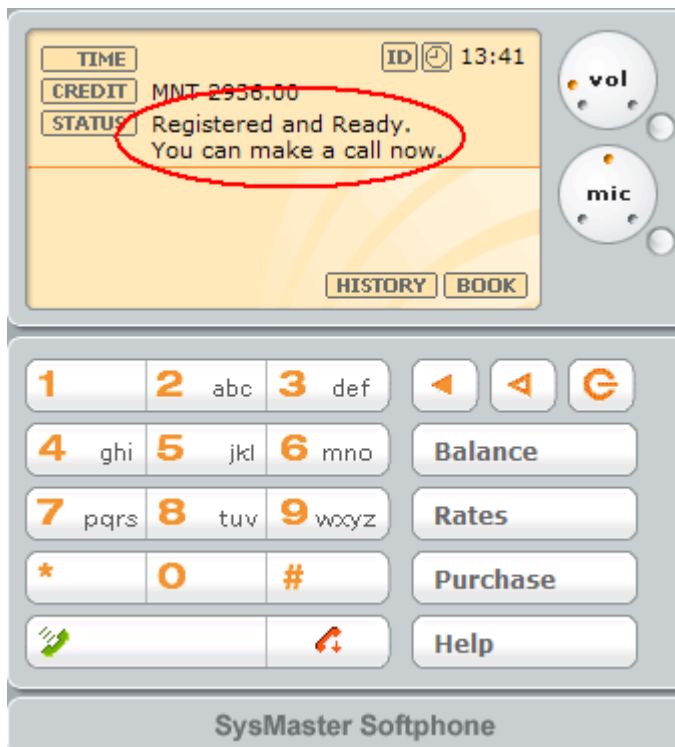 TIME ID 13:41
CREDIT MNT 2936.00
STATUS Registered and Ready.
You can make a call now.
HISTORY BOOK
vol
mic
1 2 abc 3 def
4 ghi 5 jkl 6 mno
Balance
7 pqrs 8 tuv 9 wxyz
Rates
* 0 #
Purchase
Help
SysMaster Softphone